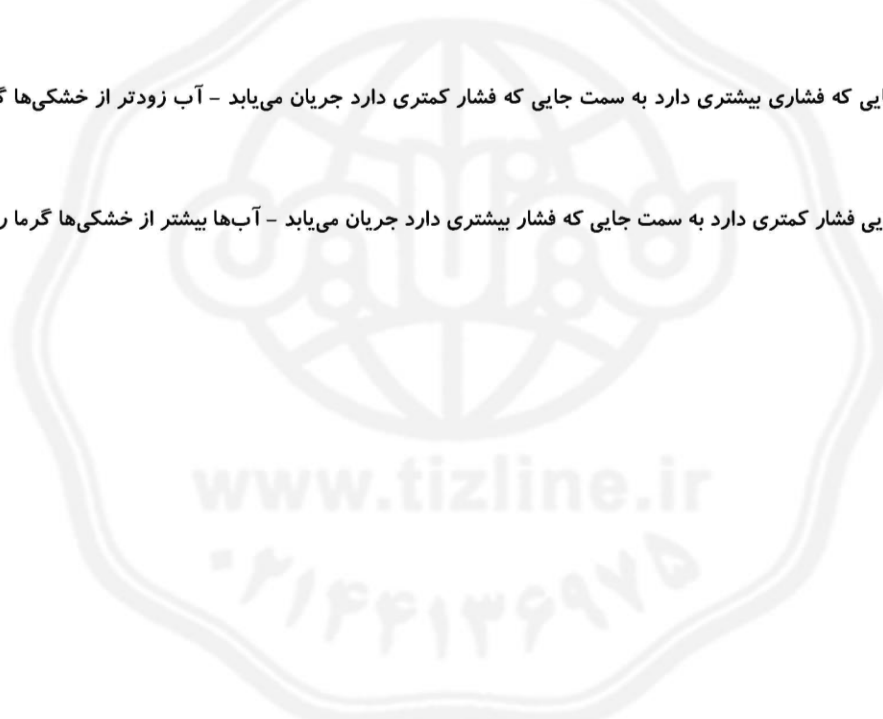 که فشاری بیشتری دارد به سمت جایی که فشار کمتری دارد جریان می‌یابد – آب زودتر از خشکی‌ها
فشار کمتری دارد به سمت جایی که فشار بیشتری دارد جریان می‌یابد – آب‌ها بیشتر از خشکی‌ها گرما
تیزلاین
www.tizline.ir
۰۲۱۴۴۱۳۶۹۷۵